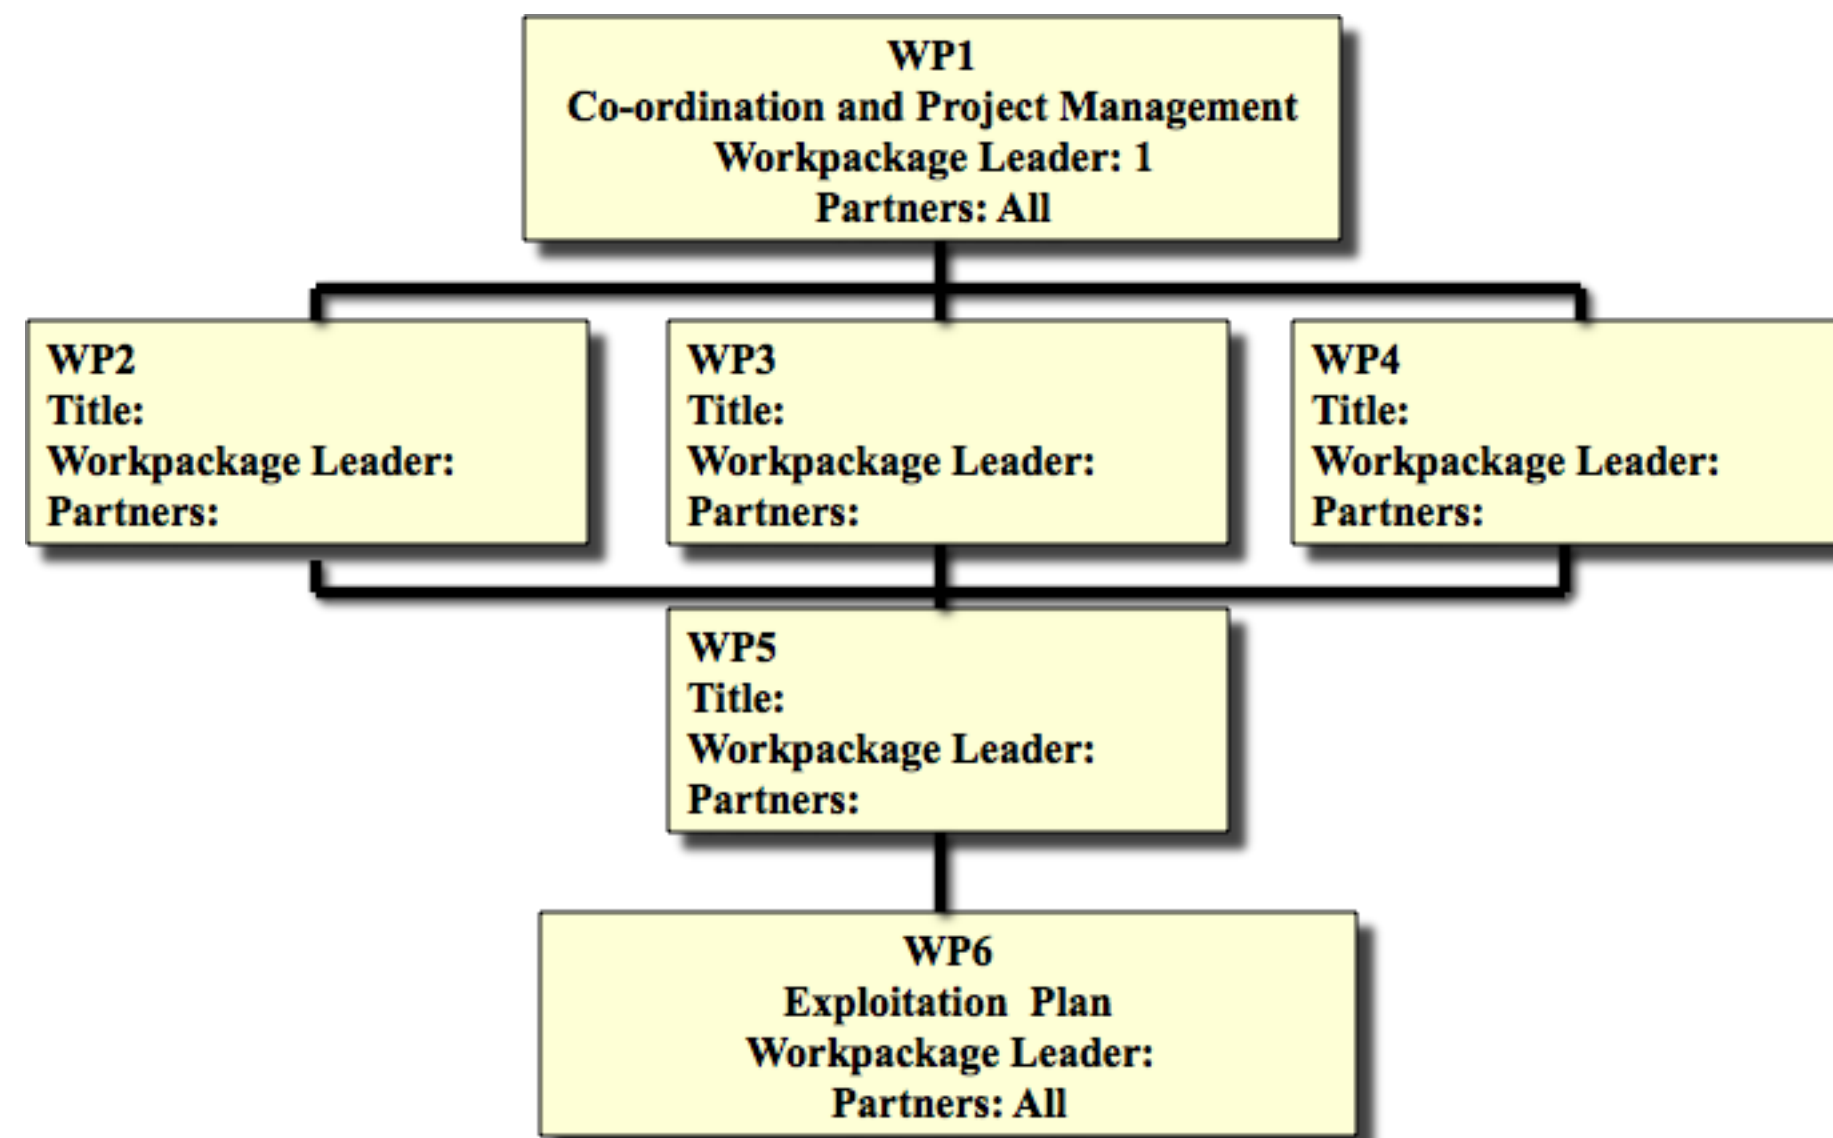 WP1
Co-ordination and Project Management
Workpackage Leader: 1
Partners: All
WP2
Title:
Workpackage Leader:
Partners:
WP3
Title:
Workpackage Leader:
Partners:
WP4
Title:
Workpackage Leader:
Partners:
WP5
Title:
Workpackage Leader:
Partners:
WP6
Exploitation  Plan
Workpackage Leader:
Partners: All